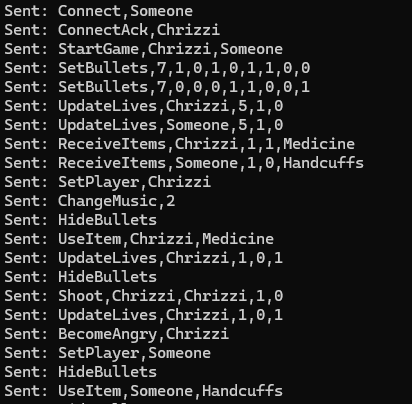 Sent: Connect,Someone
Sent: ConnectAck,Chrizzi
Sent: StartGame,Chrizzi,Someone
Sent: SetBullets,7,1,0,1,0,1,1,0,0
Sent: SetBullets,7,0,0,0,1,1,0,0,1
Sent: UpdateLives,Chrizzi,5,1,0
Sent: UpdateLives,Someone,5,1,0
Sent: ReceiveItems,Chrizzi,1,1,Medicine
Sent: ReceiveItems,Someone,1,0,Handcuffs
Sent: SetPlayer,Chrizzi
Sent: ChangeMusic,2
Sent: HideBullets
Sent: UseItem,Chrizzi,Medicine
Sent: UpdateLives,Chrizzi,1,0,1
Sent: HideBullets
Sent: Shoot,Chrizzi,Chrizzi,1,0
Sent: UpdateLives,Chrizzi,1,0,1
Sent: BecomeAngry,Chrizzi
Sent: SetPlayer,Someone
Sent: HideBullets
Sent: UseItem,Someone,Handcuffs